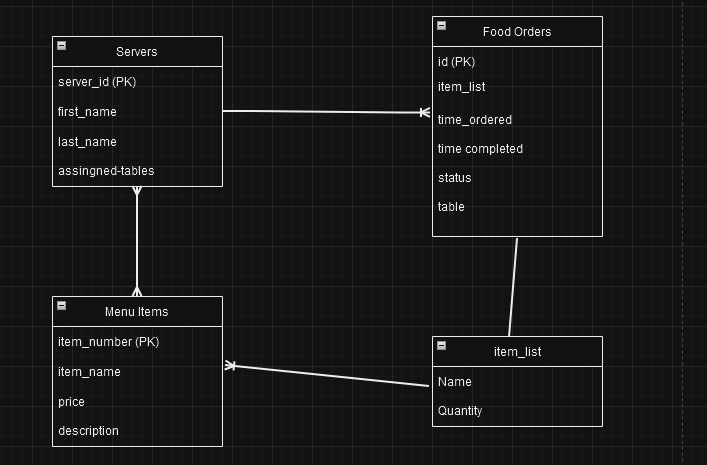 Servers
server_id (PK)
first_name
last_name
assingned-tables
Food Orders
id (PK)
item_list
time_ordered
time completed
status
table
Menu Items
item_number (PK)
item_name
price
description
item_list
Name
Quantity